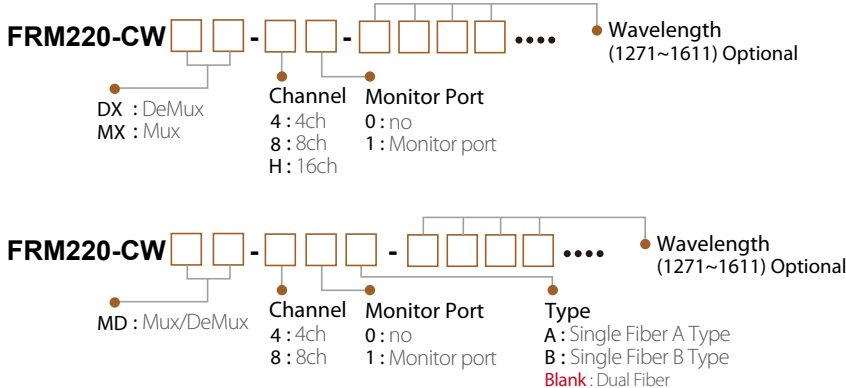 FRM220-CW - - •••• Wavelength
(1271~1611) Optional
DX : DeMux
MX : Mux
Channel
4 : 4ch
8 : 8ch
H : 16ch
Monitor Port
0 : no
1 : Monitor port
FRM220-CW - - •••• Wavelength
(1271~1611) Optional
MD : Mux/DeMux
Channel
4 : 4ch
8 : 8ch
Monitor Port
0 : no
1 : Monitor port
Type
A : Single Fiber A Type
B : Single Fiber B Type
Blank : Dual Fiber